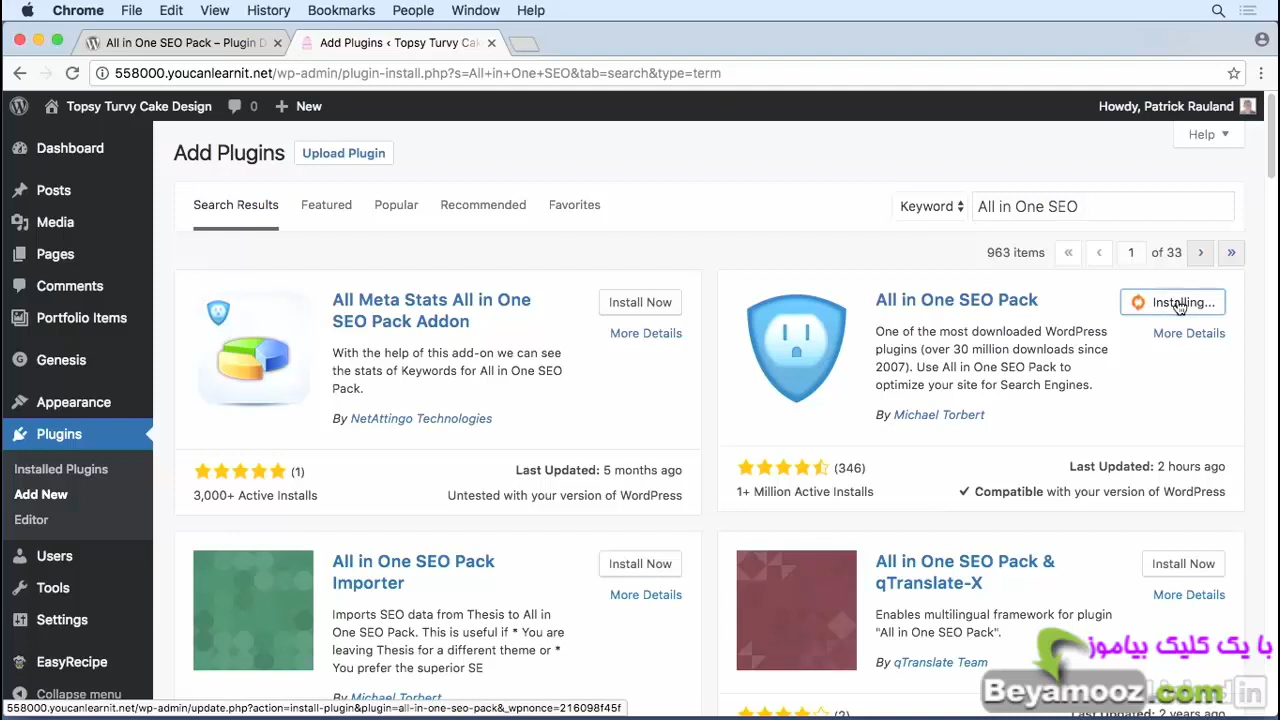 Chrome File Edit View History Bookmarks People Window Help
All in One SEO Pack – Plugin D
Add Plugins ‹ Topsy Turvy Cak
558000.youcanlearnit.net/wp-admin/plugin-install.php?s=All+in+One+SEO&tab=search&type=term
Topsy Turvy Cake Design 0 + New Howdy, Patrick Rauland
Help
Dashboard
Posts
Media
Pages
Comments
Portfolio Items
Genesis
Appearance
Plugins
Installed Plugins
Add New
Editor
Users
Tools
Settings
EasyRecipe
Collapse menu
Add Plugins Upload Plugin
Search Results Featured Popular Recommended Favorites Keyword All in One SEO
963 items « ‹ 1 of 33 › »
All Meta Stats All in One
SEO Pack Addon
Install Now
More Details
With the help of this add-on we can see
the stats of Keywords for All in One SEO
Pack.
By NetAttingo Technologies
(1)
3,000+ Active Installs
Last Updated: 5 months ago
Untested with your version of WordPress
All in One SEO Pack
Installing...
More Details
One of the most downloaded WordPress
plugins (over 30 million downloads since
2007). Use All in One SEO Pack to
optimize your site for Search Engines.
By Michael Torbert
(346)
1+ Million Active Installs
Last Updated: 2 hours ago
✓ Compatible with your version of WordPress
All in One SEO Pack
Importer
Install Now
More Details
Imports SEO data from Thesis to All in
One SEO Pack. This is useful if * You are
leaving Thesis for a different theme or *
You prefer the superior SE
By Michael Torbert
All in One SEO Pack &
qTranslate-X
Install Now
More Details
Enables multilingual framework for plugin
"All in One SEO Pack".
By qTranslate Team
(2)
Last Updated: 2 years ago
با یک کلیک بیاموز
Beyamooz.com
in
558000.youcanlearnit.net/wp-admin/update.php?action=install-plugin&plugin=all-in-one-seo-pack&_wpnonce=216098f45f